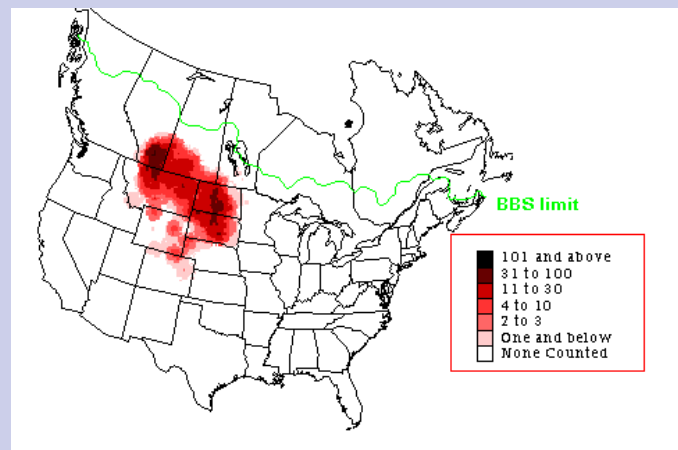 BBS limit
101 and above
31 to 100
11 to 30
4 to 10
2 to 3
One and below
None Counted